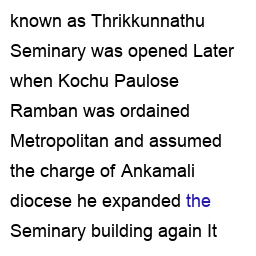 known as Thrikkunnathu
Seminary was opened Later
when Kochu Paulose
Ramban was ordained
Metropolitan and assumed
the charge of Ankamali
diocese he expanded the
Seminary building again It